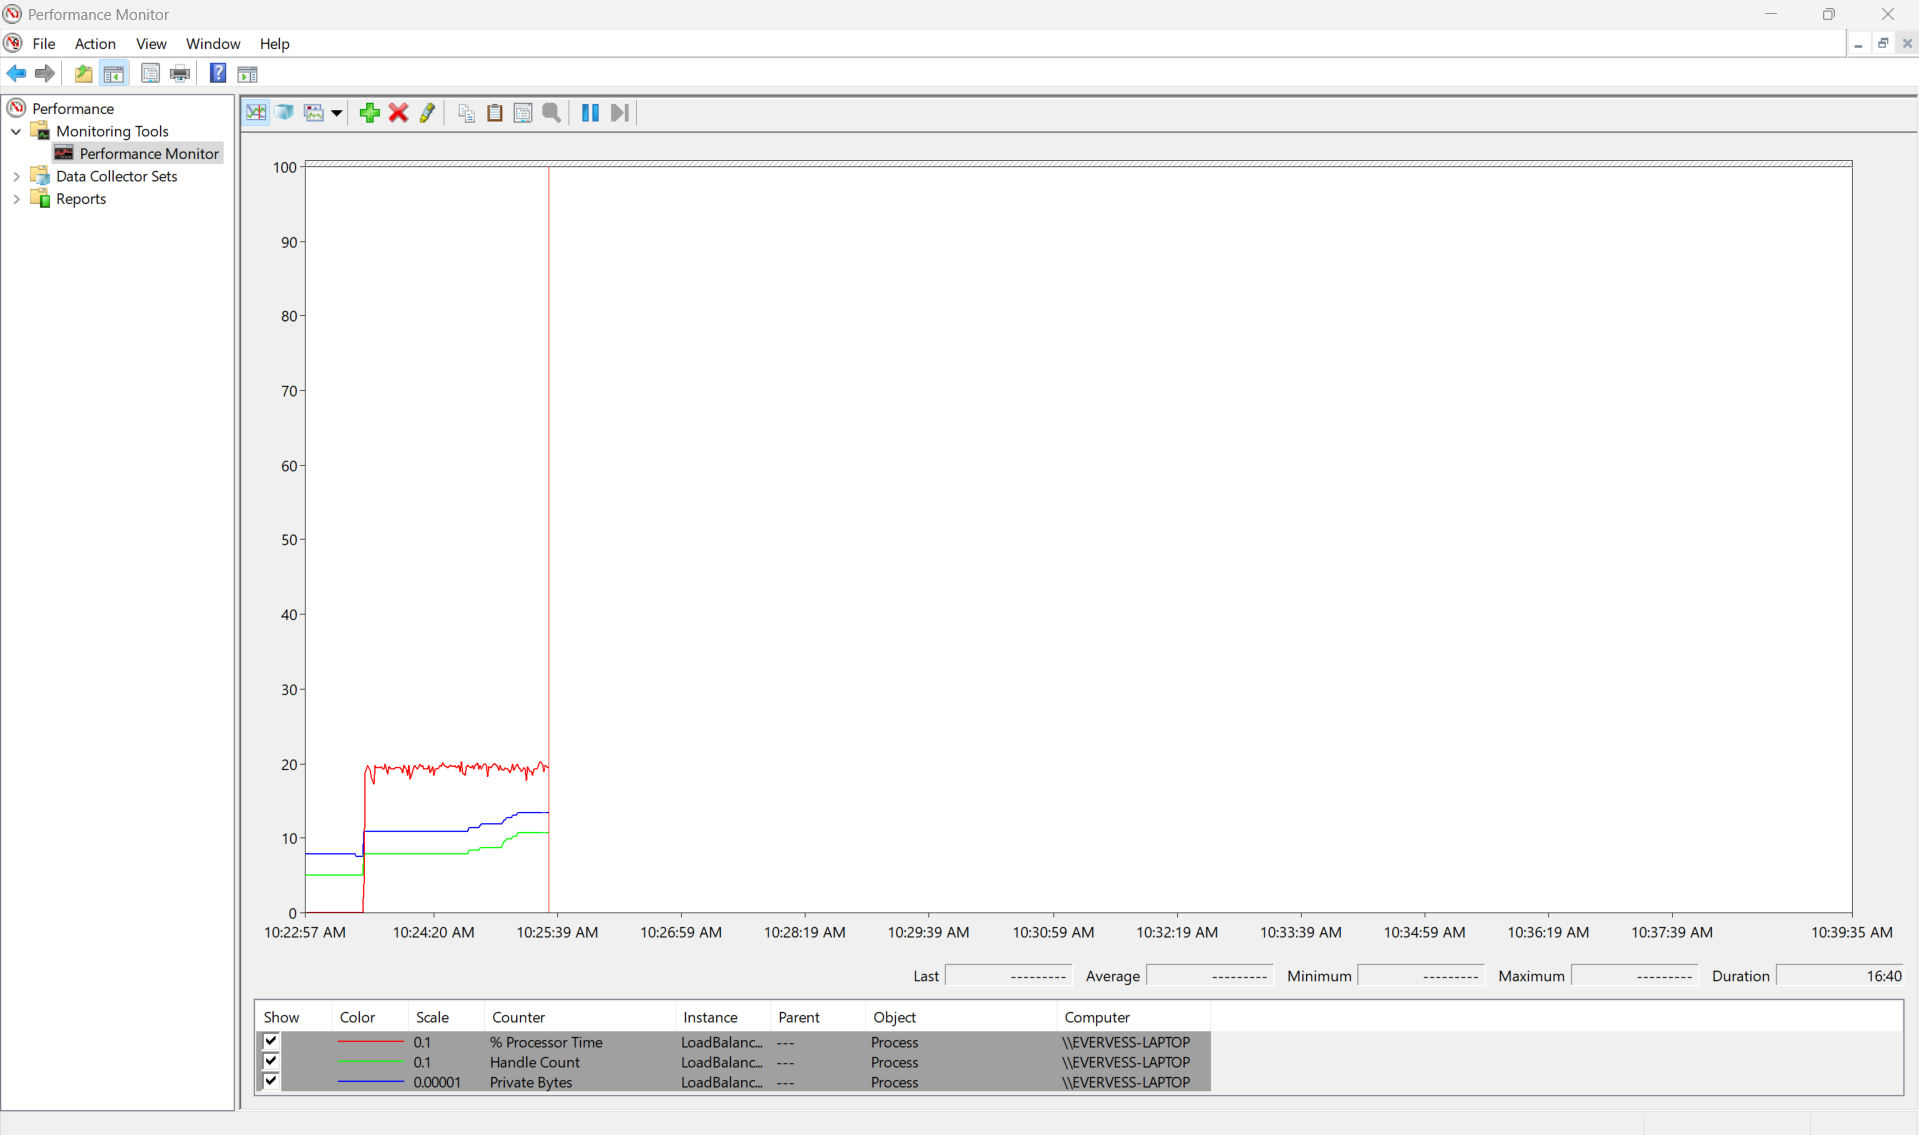 Performance Monitor
File Action View Window Help
Performance
Monitoring Tools
Performance Monitor
Data Collector Sets
Reports
100
90
80
70
60
50
40
30
20
10
0
10:22:57 AM 10:24:20 AM 10:25:39 AM 10:26:59 AM 10:28:19 AM 10:29:39 AM 10:30:59 AM 10:32:19 AM 10:33:39 AM 10:34:59 AM 10:36:19 AM 10:37:39 AM 10:39:35 AM
Last --------- Average --------- Minimum --------- Maximum --------- Duration 16:40
Show Color Scale Counter Instance Parent Object Computer
0.1 % Processor Time LoadBalanc... --- Process \\EVERVESS-LAPTOP
0.1 Handle Count LoadBalanc... --- Process \\EVERVESS-LAPTOP
0.00001 Private Bytes LoadBalanc... --- Process \\EVERVESS-LAPTOP